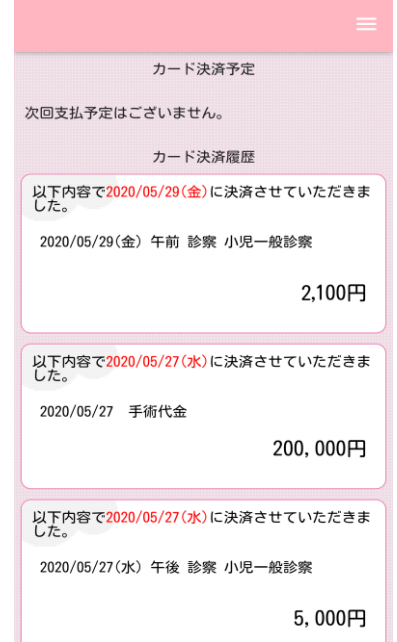 カード決済予定
次回支払予定はございません。
カード決済履歴
以下内容で2020/05/29(金)に決済させていただきま
した。
2020/05/29(金) 午前 診察 小児一般診察
2,100円
以下内容で2020/05/27(水)に決済させていただきま
した。
2020/05/27　手術代金
200,000円
以下内容で2020/05/27(水)に決済させていただきま
した。
2020/05/27(水) 午後 診察 小児一般診察
5,000円